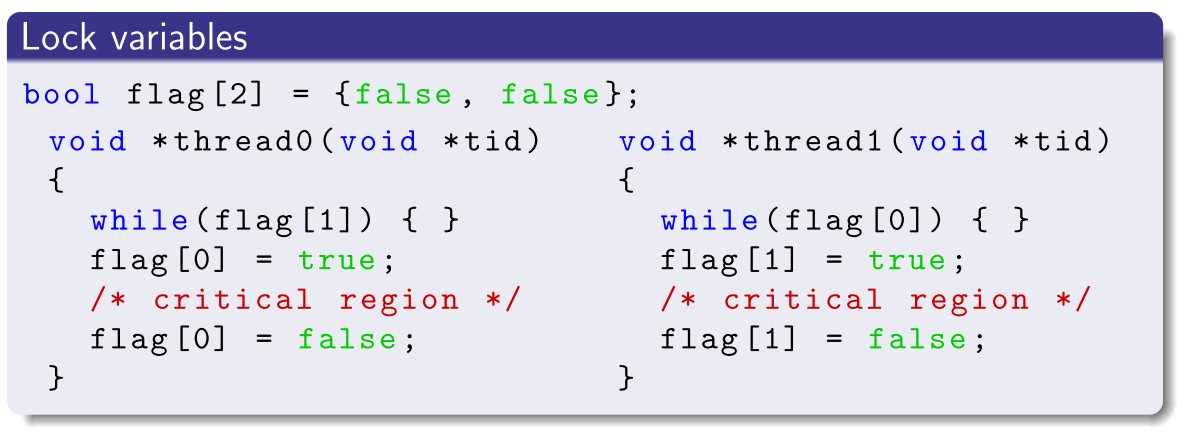 Lock variables
bool flag[2] = {false, false};
void *thread0(void *tid)
{
while(flag[1]) { }
flag[0] = true;
/* critical region */
flag[0] = false;
}
void *thread1(void *tid)
{
while(flag[0]) { }
flag[1] = true;
/* critical region */
flag[1] = false;
}